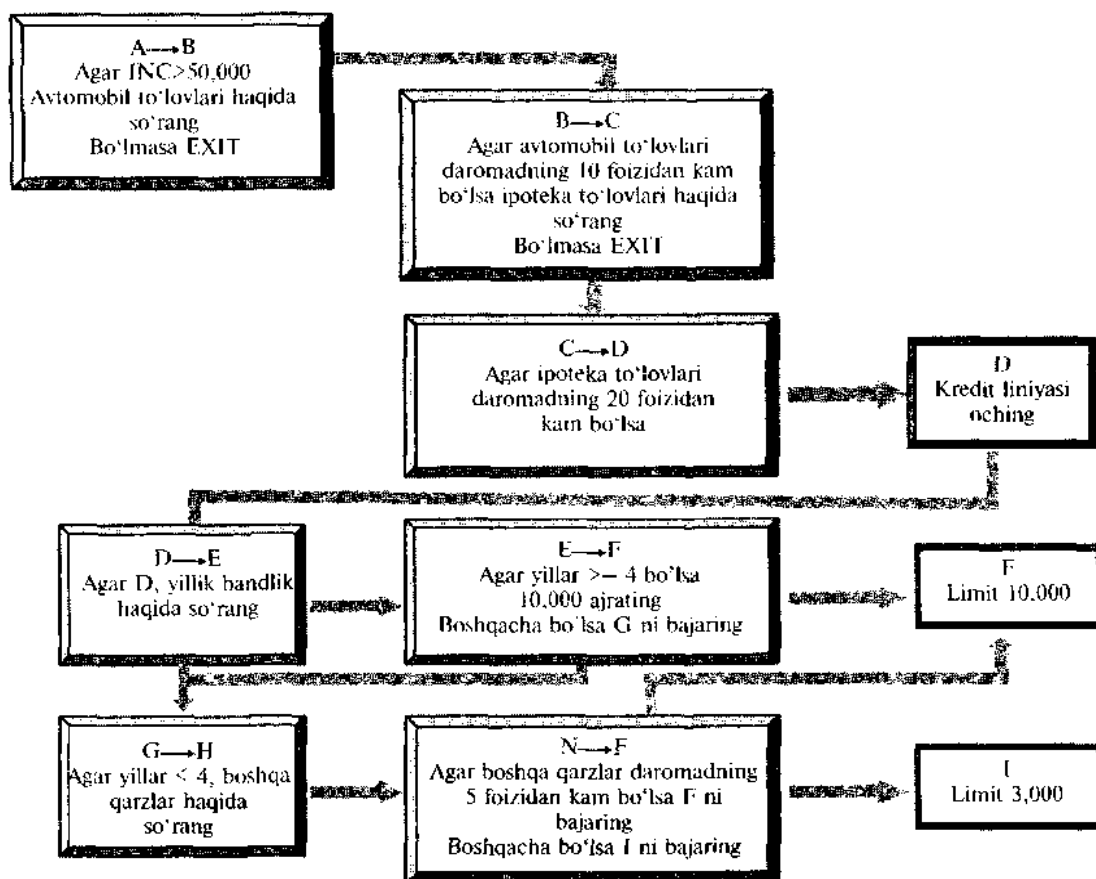 A→B
Agar INC>50,000
Avtomobil to‘lovlari haqida
so‘rang
Bo‘lmasa EXIT
B→C
Agar avtomobil to‘lovlari
daromadning 10 foizidan kam
bo‘lsa ipoteka to‘lovlari haqida
so‘rang
Bo‘lmasa EXIT
C→D
Agar ipoteka to‘lovlari
daromadning 20 foizidan
kam bo‘lsa
D
Kredit liniyasi
oching
D→E
Agar D, yillik bandlik
haqida so‘rang
E→F
Agar yillar >= 4 bo‘lsa
10,000 ajrating
Boshqacha bo‘lsa G ni bajaring
F
Limit 10.000
G→H
Agar yillar < 4, boshqa
qarzlar haqida
so‘rang
N→F
Agar boshqa qarzlar daromadning
5 foizidan kam bo‘lsa F ni
bajaring
Boshqacha bo‘lsa I ni bajaring
I
Limit 3,000